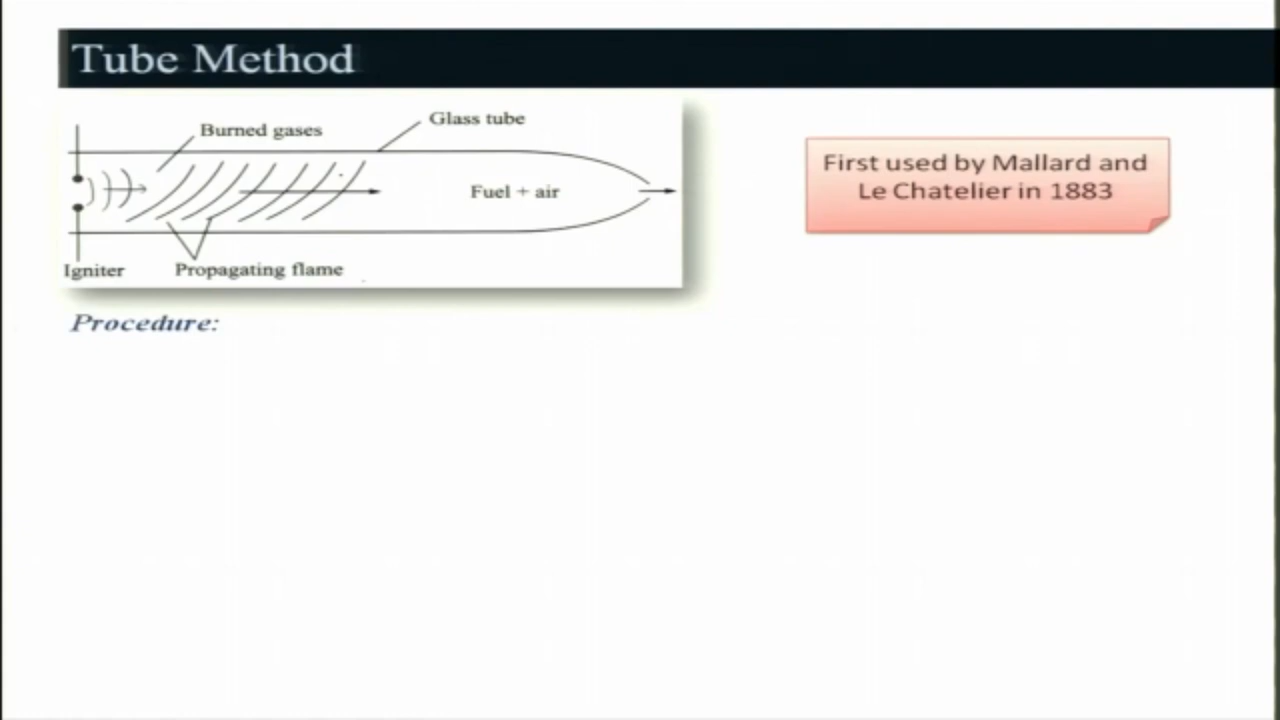 Tube Method
Burned gases
Glass tube
Fuel + air
Igniter
Propagating flame
First used by Mallard and
Le Chatelier in 1883
Procedure: